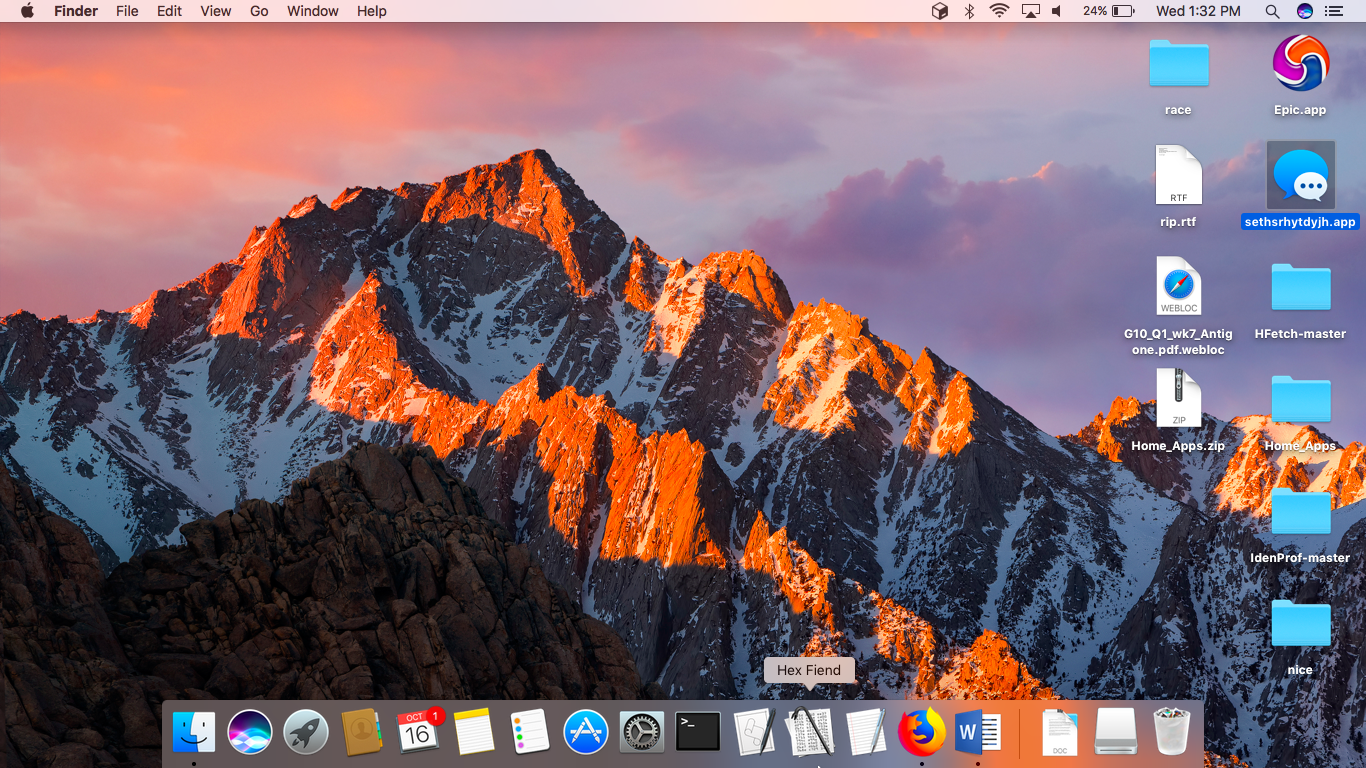 Finder File Edit View Go Window Help 24% Wed 1:32 PM
race
Epic.app
RTF
rip.rtf
sethsrhytdyjh.app
WEBLOC
G10_Q1_wk7_Antig
one.pdf.webloc
HFetch-master
ZIP
Home_Apps.zip
Home_Apps
IdenProf-master
nice
Hex Fiend
OCT
1
16
>_
W
DOC